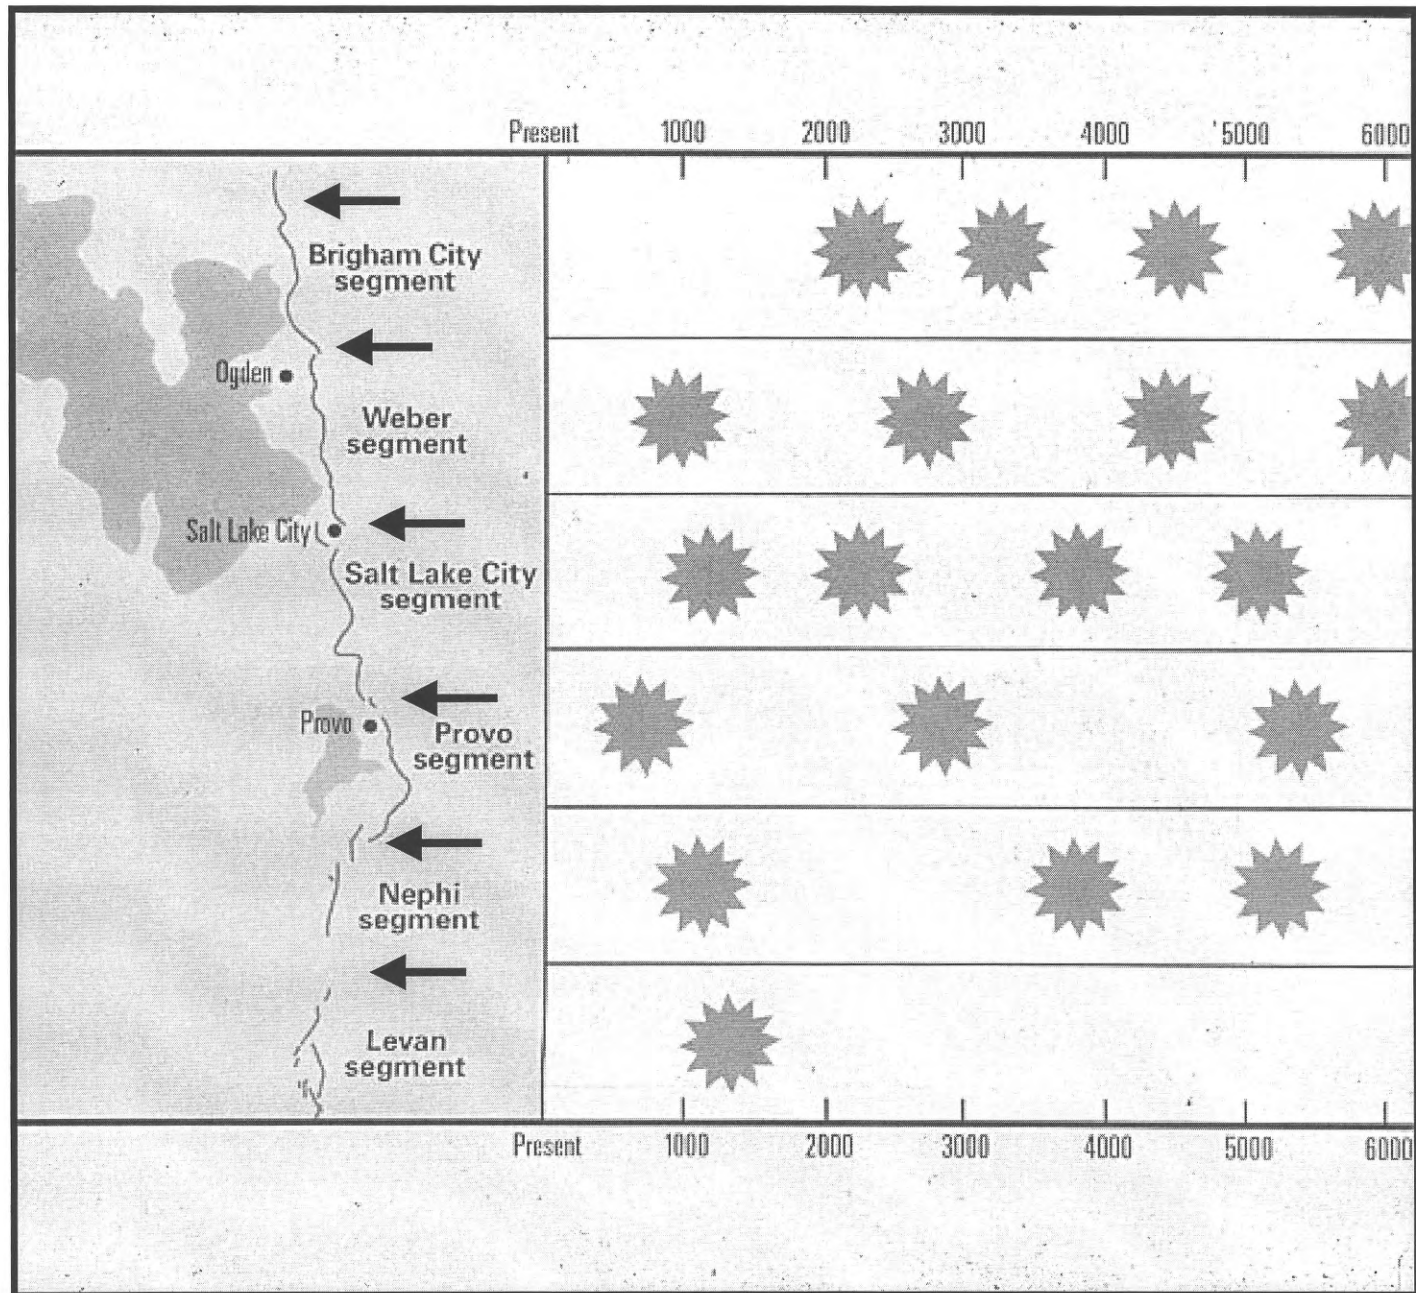 Present 1000 2000 3000 4000 5000 6000
Brigham City
segment
Ogden
Weber
segment
Salt Lake City
Salt Lake City
segment
Provo
Provo
segment
Nephi
segment
Levan
segment
Present 1000 2000 3000 4000 5000 6000